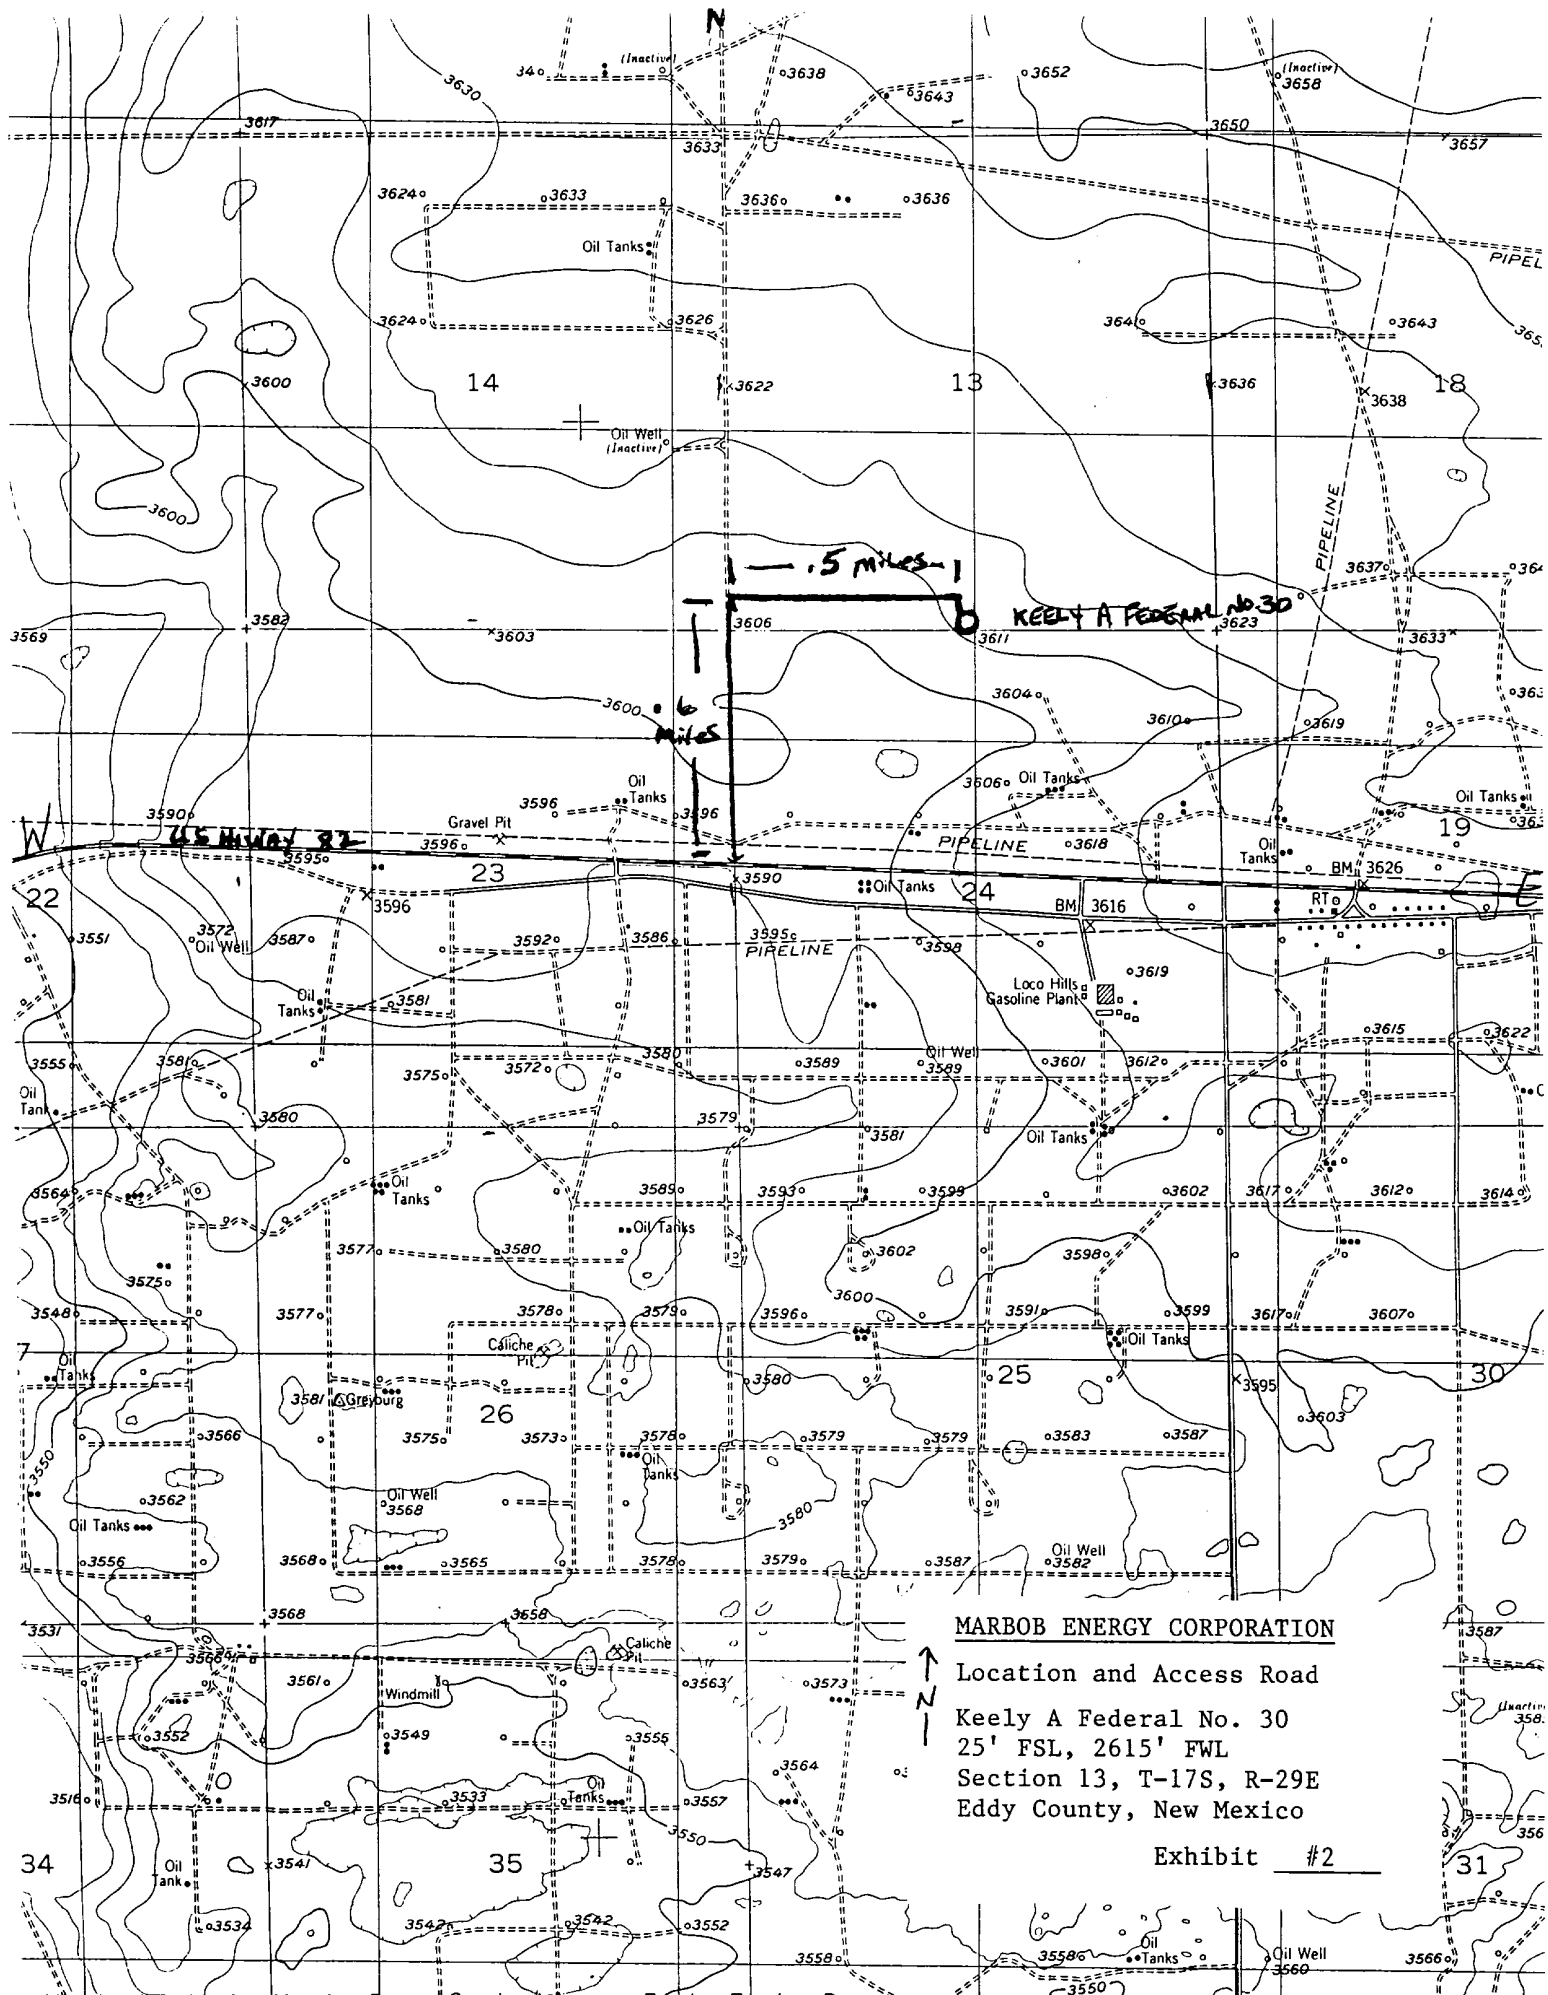 N
(Inactive)
34
3638
3652
(Inactive)
3658
3630
3643
3617
3633
3650
3657
3624
3633
3636
3636
Oil Tanks
PIPEL
3624
3626
3643
3600
14
3622
13
3636
18
3638
Oil Well
(Inactive)
3600
PIPELINE
.5 miles
3637
KEELY A FEDERAL No. 30
3569
3582
3603
3606
3611
3623
3633
3604
3600
.6
miles
3610
3619
Oil
Tanks
3606
Oil Tanks
3596
3596
Oil Tanks
3590
Gravel Pit
19
W
US HIWAY 82
3595
3596
PIPELINE
3618
Oil
Tanks
BM
3626
E
23
3590
Oil Tanks
24
22
3596
BM
3616
RT
3551
3572
Oil Well
3587
3592
3586
3595
3598
PIPELINE
3619
Loco Hills
Gasoline Plant
Oil
Tanks
3581
3615
3622
3555
3581
3580
3589
Oil Well
3589
3601
3612
3575
3572
Oil
Tank
3580
3579
3581
Oil Tanks
3564
Oil
Tanks
3589
3593
3599
3602
3617
3612
3614
Oil Tanks
3577
3580
3602
3598
3575
3600
3548
3577
3578
3579
3596
3591
3599
3617
3607
Caliche
Pit
Oil Tanks
7
Oil
Tanks
3580
25
3595
30
3581
Greyburg
26
3603
3566
3575
3573
3578
3579
3579
3583
3587
Oil
Tanks
3550
3562
Oil Well
3568
3580
Oil Tanks
3556
3568
3565
3578
3579
3587
Oil Well
3582
3568
3658
MARBOB ENERGY CORPORATION
3531
3587
3566
Caliche
Pit
Location and Access Road
3561
3563
3573
N
Windmill
Keely A Federal No. 30
3552
3549
3555
25' FSL, 2615' FWL
3564
Section 13, T-17S, R-29E
3516
3533
Oil
Tanks
3557
Eddy County, New Mexico
3550
Exhibit #2
34
Oil
Tank
3541
35
3547
31
3534
3542
3542
3552
3558
3558
Oil
Tanks
Oil Well
3560
3566
3550